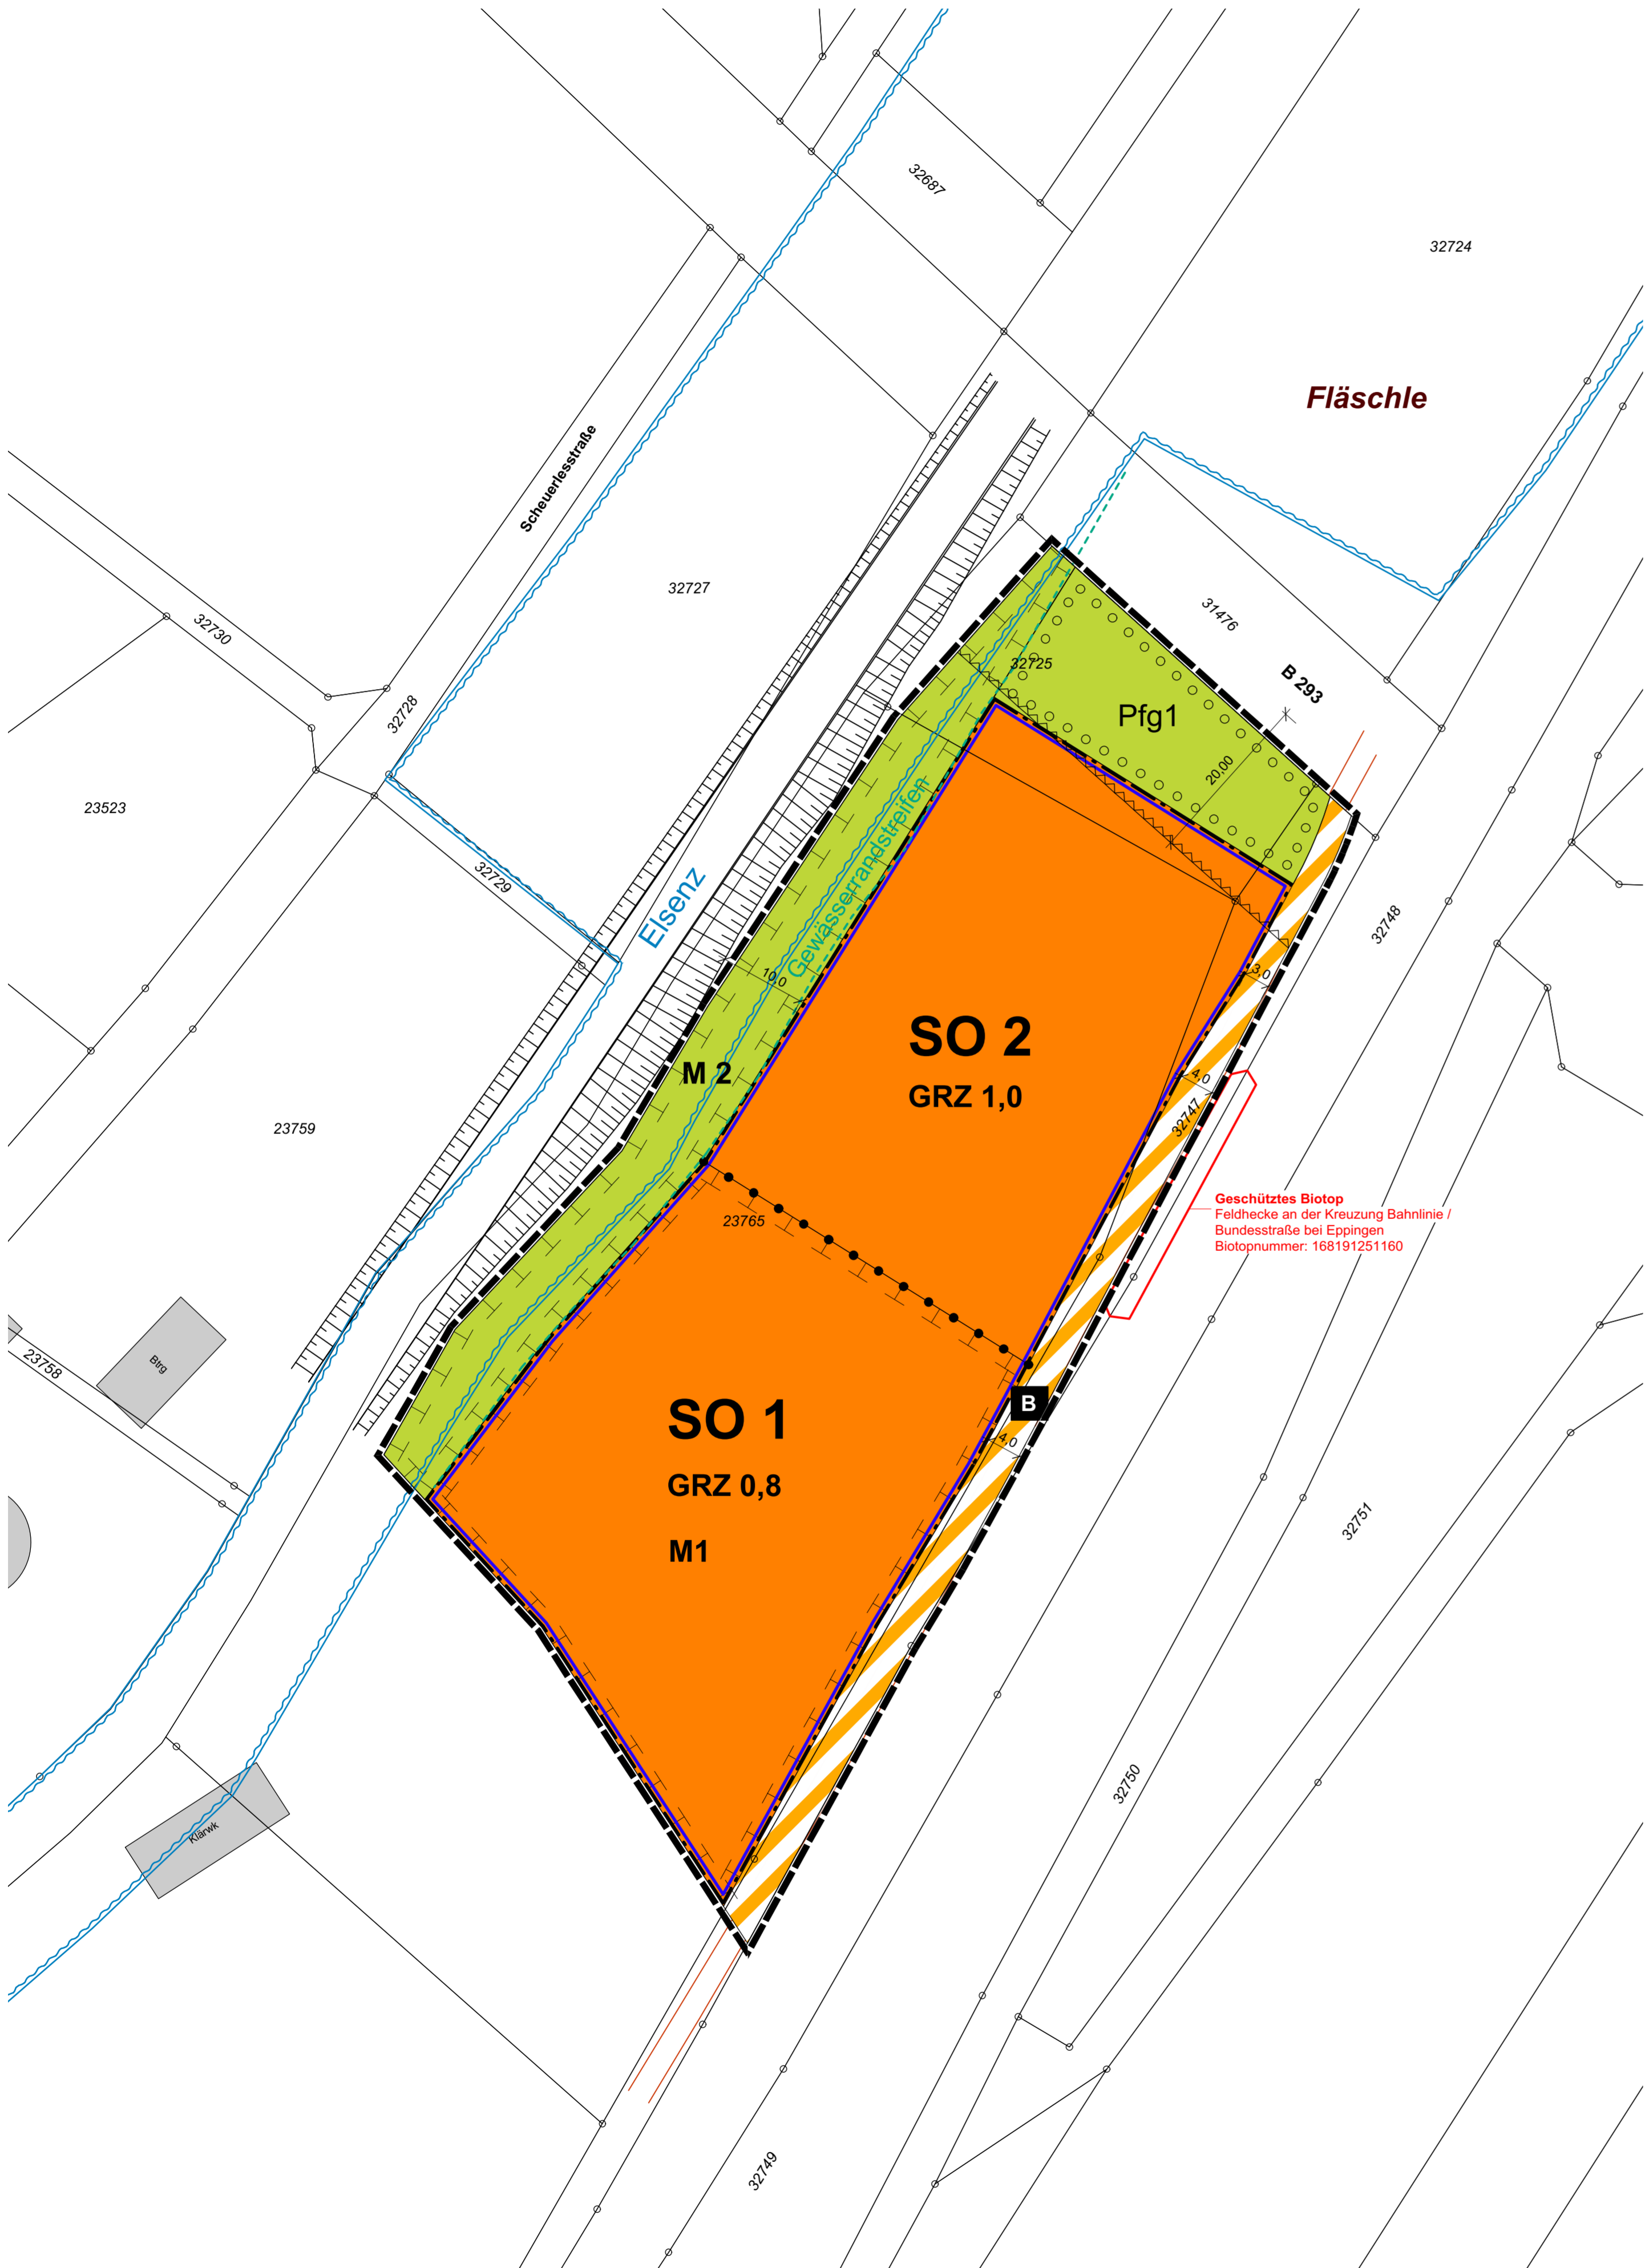 32687
32724
Fläschle
Scheuerlesstraße
32727
32730
31476
32725
B 293
32728
Pfg1
20,00
23523
32729
Elsenz
Gewässerrandstreifen
32748
10,0
3,0
SO 2
M 2
4,0
GRZ 1,0
32747
23759
Geschütztes Biotop
Feldhecke an der Kreuzung Bahnlinie /
Bundesstraße bei Eppingen
Biotopnummer: 168191251160
23765
23758
Btrg
B
SO 1
4,0
GRZ 0,8
32751
M1
32750
Klärwk
32749